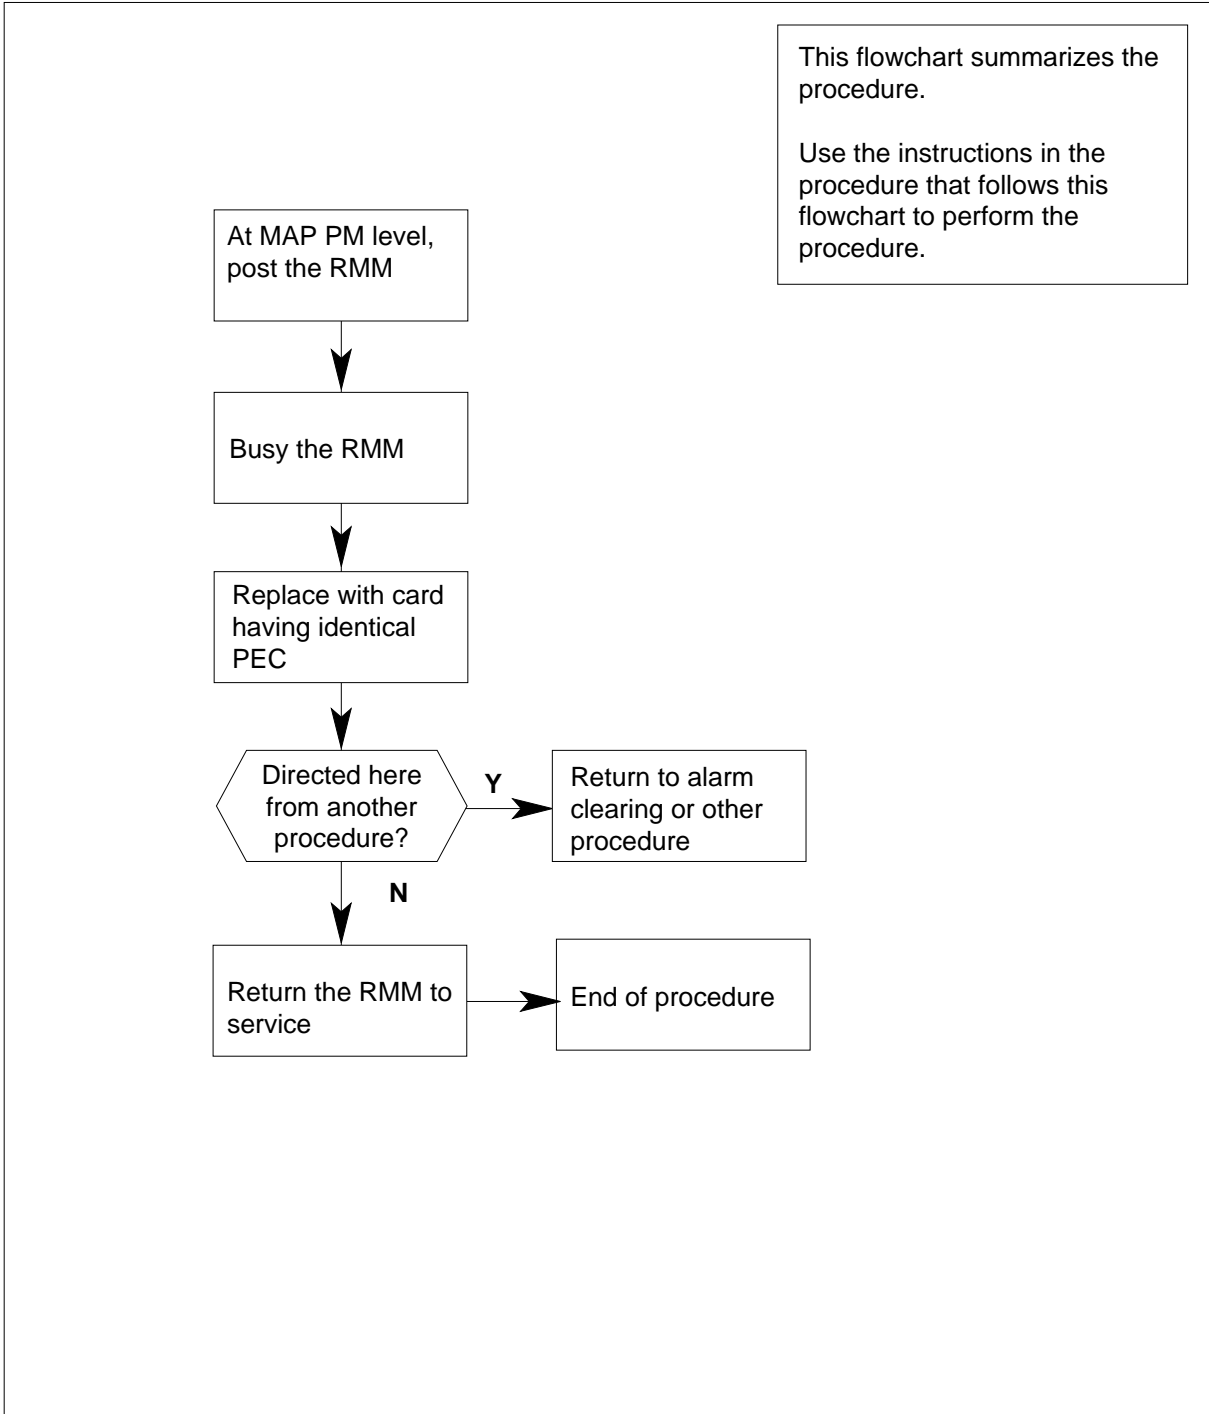 This flowchart summarizes the
procedure.
Use the instructions in the
procedure that follows this
flowchart to perform the
procedure.
At MAP PM level,
post the RMM
Busy the RMM
Replace with card
having identical
PEC
Directed here
from another
procedure?
Y
Return to alarm
clearing or other
procedure
N
Return the RMM to
service
End of procedure